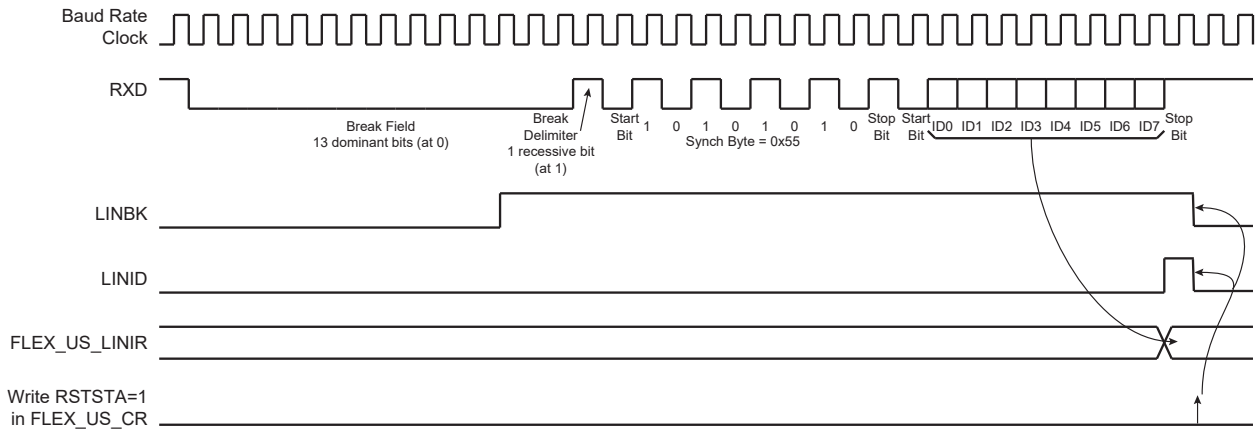 Baud Rate
Clock
RXD
Break Field
13 dominant bits (at 0)
Break
Delimiter
1 recessive bit
(at 1)
Start
Bit
1 0 1 0 1 0 1 0
Synch Byte = 0x55
Stop
Bit
Start
Bit
ID0 ID1 ID2 ID3 ID4 ID5 ID6 ID7
Stop
Bit
LINBK
LINID
FLEX_US_LINIR
Write RSTSTA=1
in FLEX_US_CR